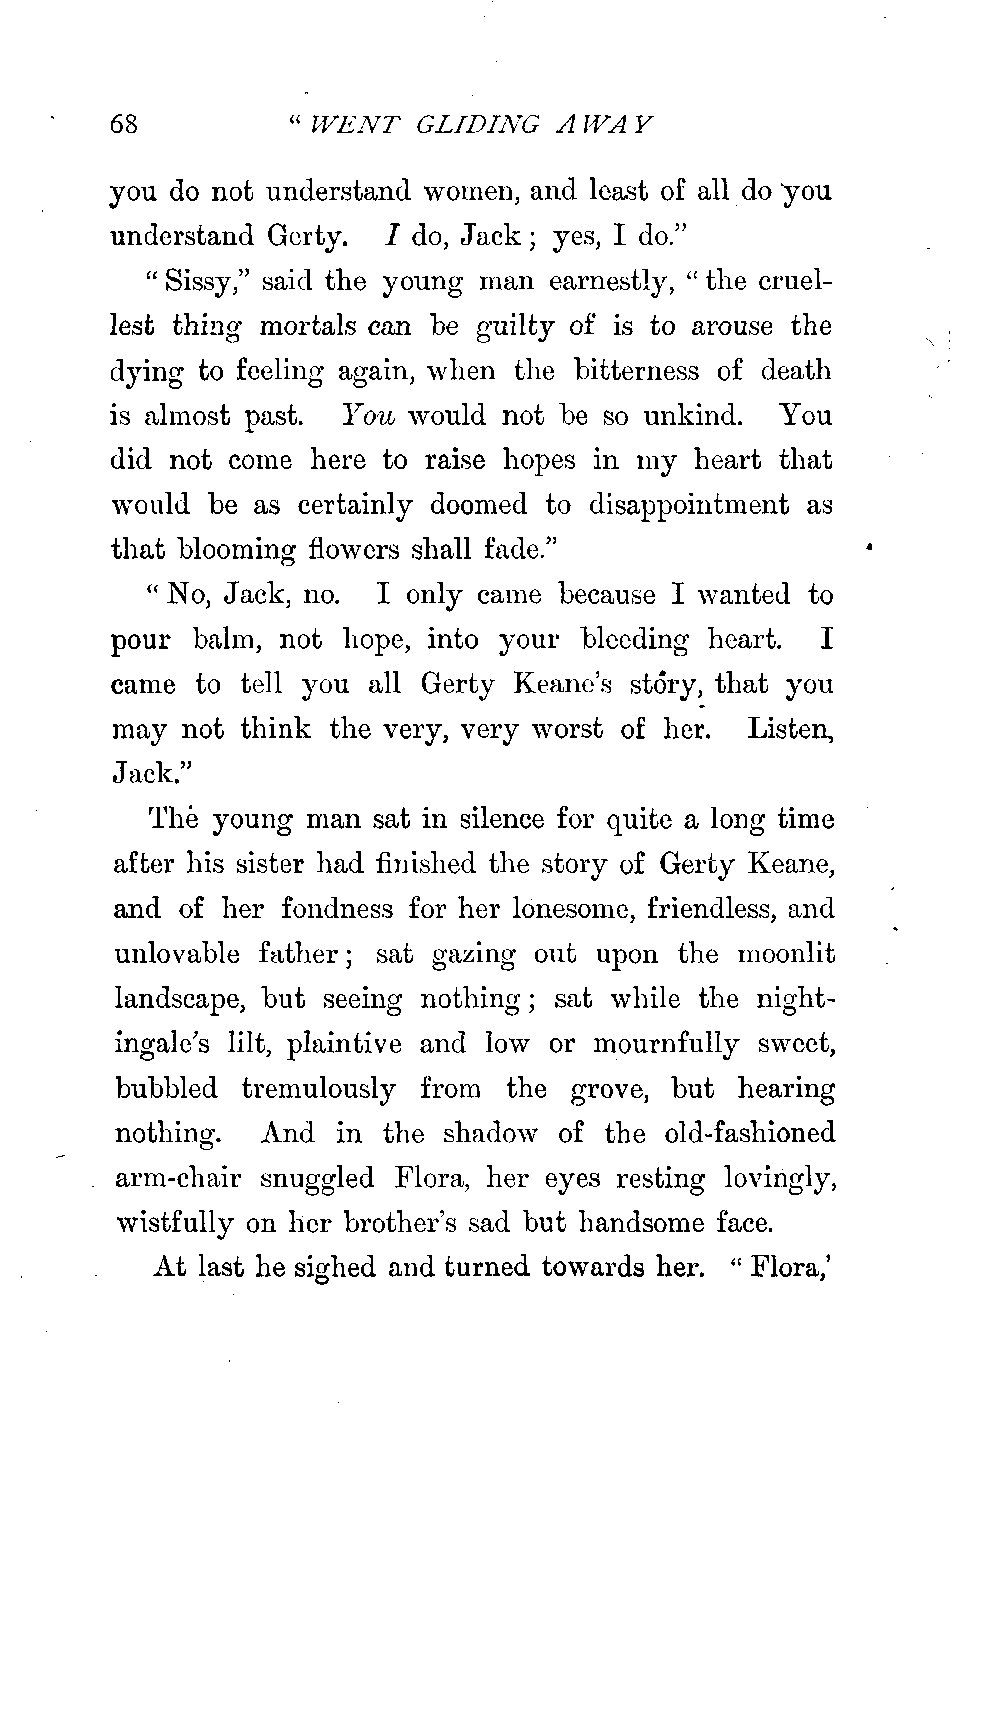 68 “ WENT GLIDING AWAY
you do not understand women, and least of all do you
understand Gerty. I do, Jack ; yes, I do.”
“ Sissy,” said the young man earnestly, “ the cruel-
lest thing mortals can be guilty of is to arouse the
dying to feeling again, when the bitterness of death
is almost past. You would not be so unkind. You
did not come here to raise hopes in my heart that
would be as certainly doomed to disappointment as
that blooming flowers shall fade.”
“ No, Jack, no. I only came because I wanted to
pour balm, not hope, into your bleeding heart. I
came to tell you all Gerty Keane’s story, that you
may not think the very, very worst of her. Listen,
Jack.”
The young man sat in silence for quite a long time
after his sister had finished the story of Gerty Keane,
and of her fondness for her lonesome, friendless, and
unlovable father ; sat gazing out upon the moonlit
landscape, but seeing nothing ; sat while the night-
ingale’s lilt, plaintive and low or mournfully sweet,
bubbled tremulously from the grove, but hearing
nothing. And in the shadow of the old-fashioned
arm-chair snuggled Flora, her eyes resting lovingly,
wistfully on her brother’s sad but handsome face.
At last he sighed and turned towards her. “ Flora,’